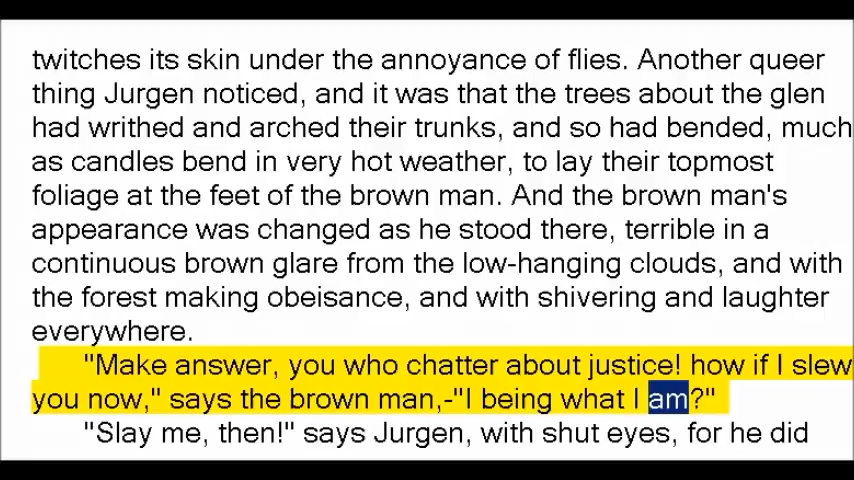 twitches its skin under the annoyance of flies. Another queer
thing Jurgen noticed, and it was that the trees about the glen
had writhed and arched their trunks, and so had bended, much
as candles bend in very hot weather, to lay their topmost
foliage at the feet of the brown man. And the brown man's
appearance was changed as he stood there, terrible in a
continuous brown glare from the low-hanging clouds, and with
the forest making obeisance, and with shivering and laughter
everywhere.
"Make answer, you who chatter about justice! how if I slew
you now," says the brown man,-"I being what I am?"
"Slay me, then!" says Jurgen, with shut eyes, for he did